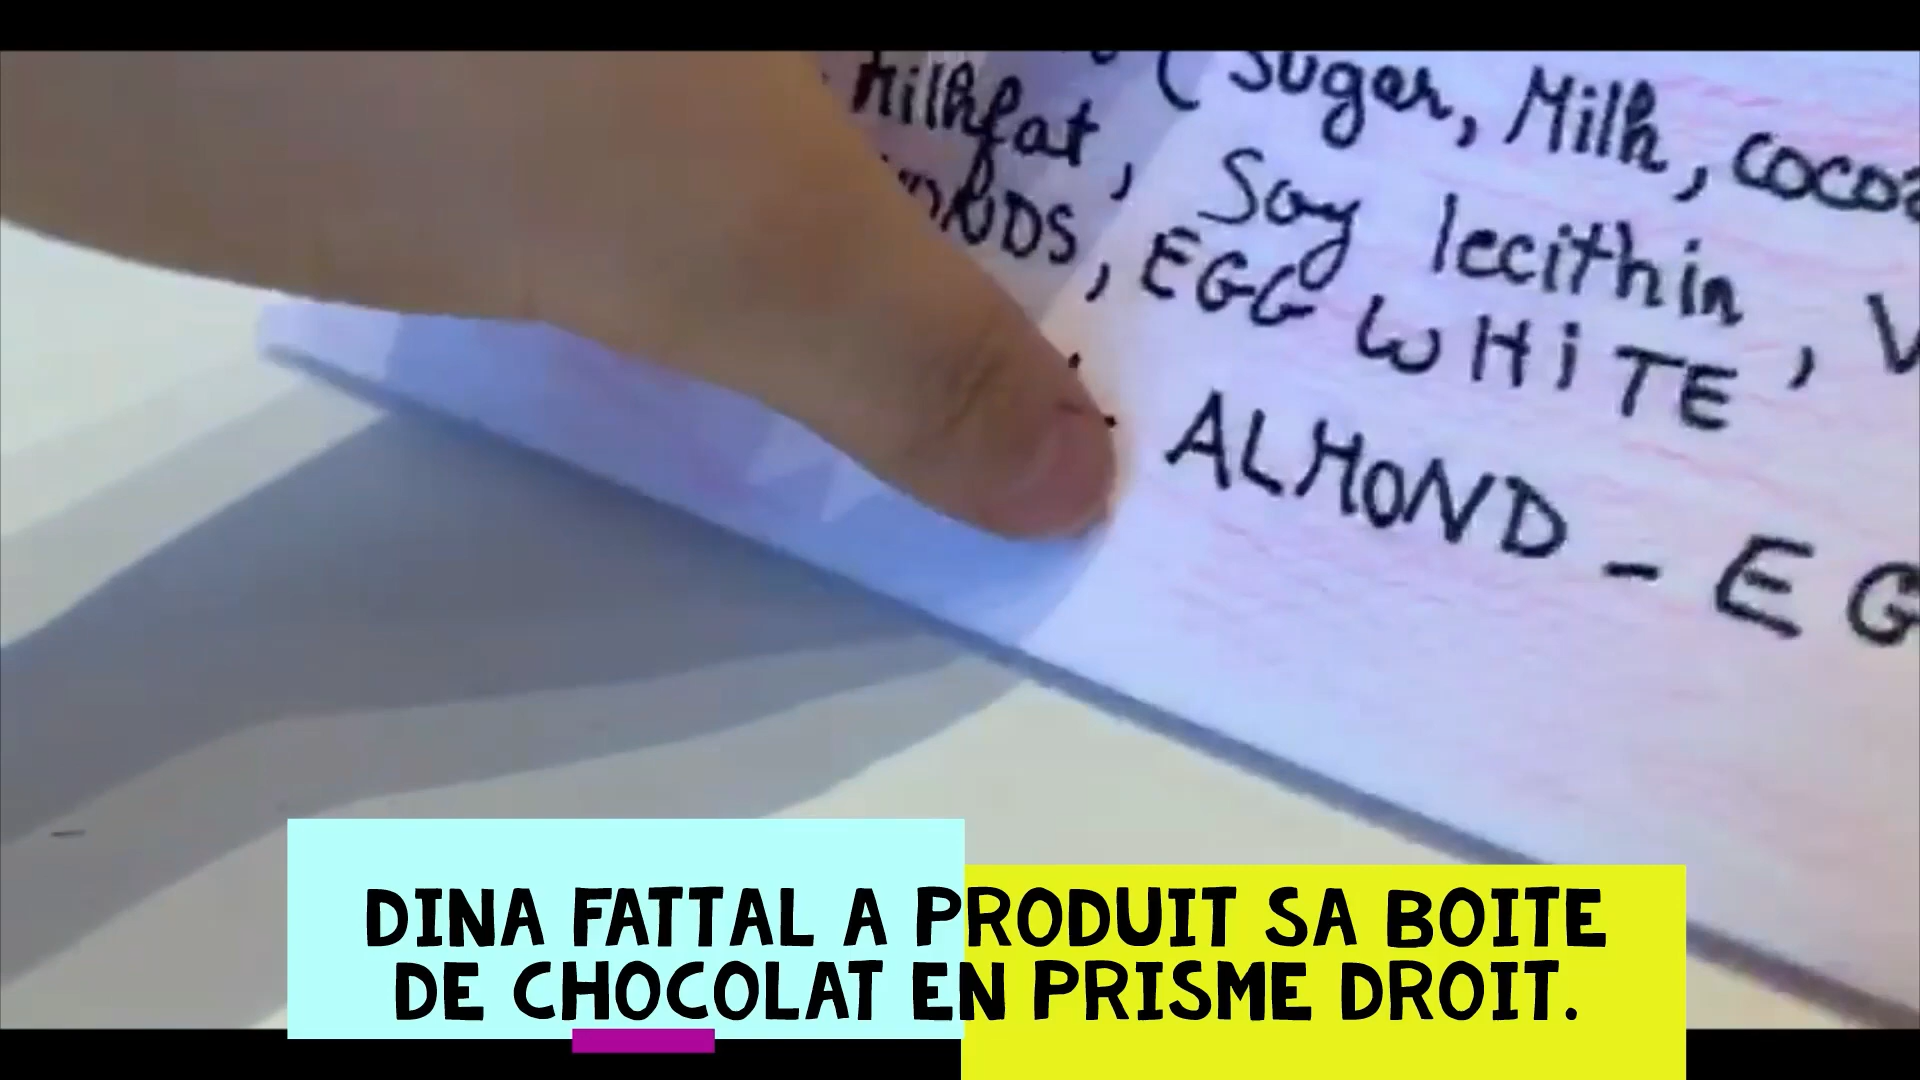 (Sugar, Milk, cocoa
Milkfat, Soy lecithin, V
NDS, EGG WHiTE
ALMOND - EG
DINA FATTAL A PRODUIT SA BOITE
DE CHOCOLAT EN PRISME DROIT.